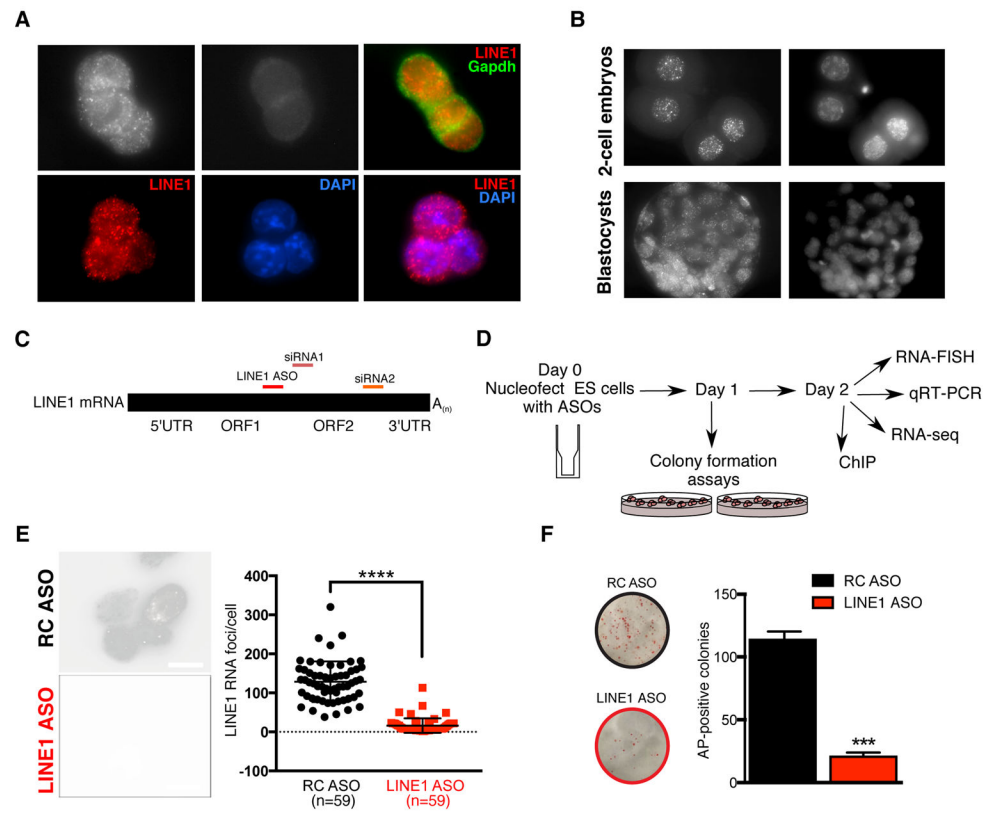 A
LINE1
Gapdh
LINE1
DAPI
LINE1
DAPI
B
2-cell embryos
Blastocysts
C
siRNA1
LINE1 ASO
siRNA2
LINE1 mRNA
A(n)
5'UTR ORF1 ORF2 3'UTR
D
Day 0
Nucleofect ES cells
with ASOs
Day 1
Day 2
RNA-FISH
qRT-PCR
RNA-seq
ChIP
Colony formation
assays
E
RC ASO
LINE1 ASO
LINE1 RNA foci/cell
400
300
200
100
0
-100
****
RC ASO
(n=59)
LINE1 ASO
(n=59)
F
RC ASO
LINE1 ASO
AP-positive colonies
150
100
50
0
***
RC ASO
LINE1 ASO